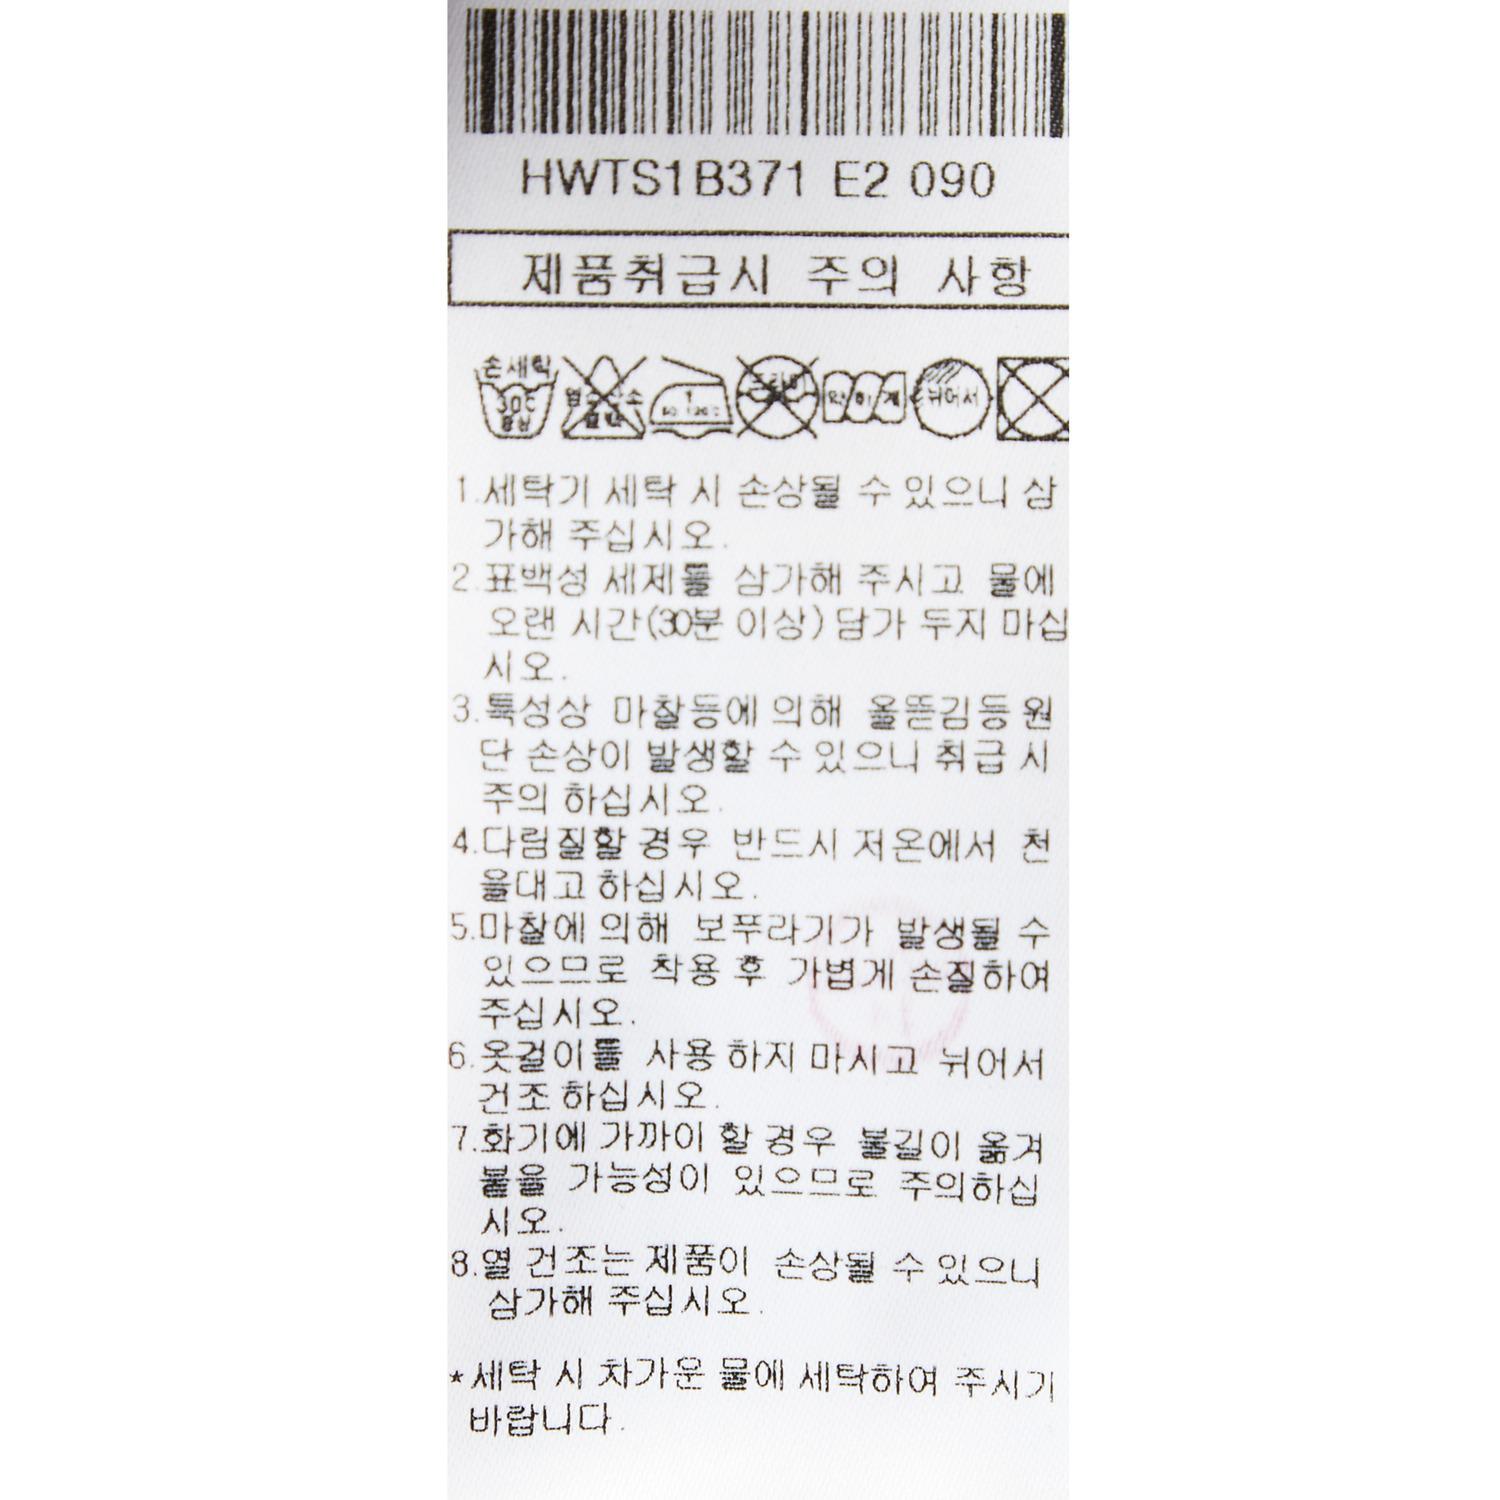 HWTS1B371 E2 090
제품취급시 주의 사항
손세탁
30℃
중성
염소산소
표백
1
80-120℃
드라이
약하게
뉘어서
1.세탁기 세탁 시 손상될 수 있으니 삼
가해 주십시오.
2.표백성 세제를 삼가해 주시고 물에
오랜 시간(30분 이상)담가 두지 마십
시오.
3.특성상 마찰등에 의해 올뜯김등 원
단 손상이 발생할 수 있으니 취급 시
주의 하십시오.
4.다림질할 경우 반드시 저온에서 천
을대고 하십시오.
5.마찰에 의해 보푸라기가 발생될 수
있으므로 착용 후 가볍게 손질하여
주십시오.
6.옷걸이를 사용 하지 마시고 뉘어서
건조 하십시오.
7.화기에 가까이 할 경우 불길이 옮겨
붙을 가능성이 있으므로 주의하십
시오.
8.열 건조는 제품이 손상될 수 있으니
삼가해 주십시오.
*세탁 시 차가운 물에 세탁하여 주시기
바랍니다.